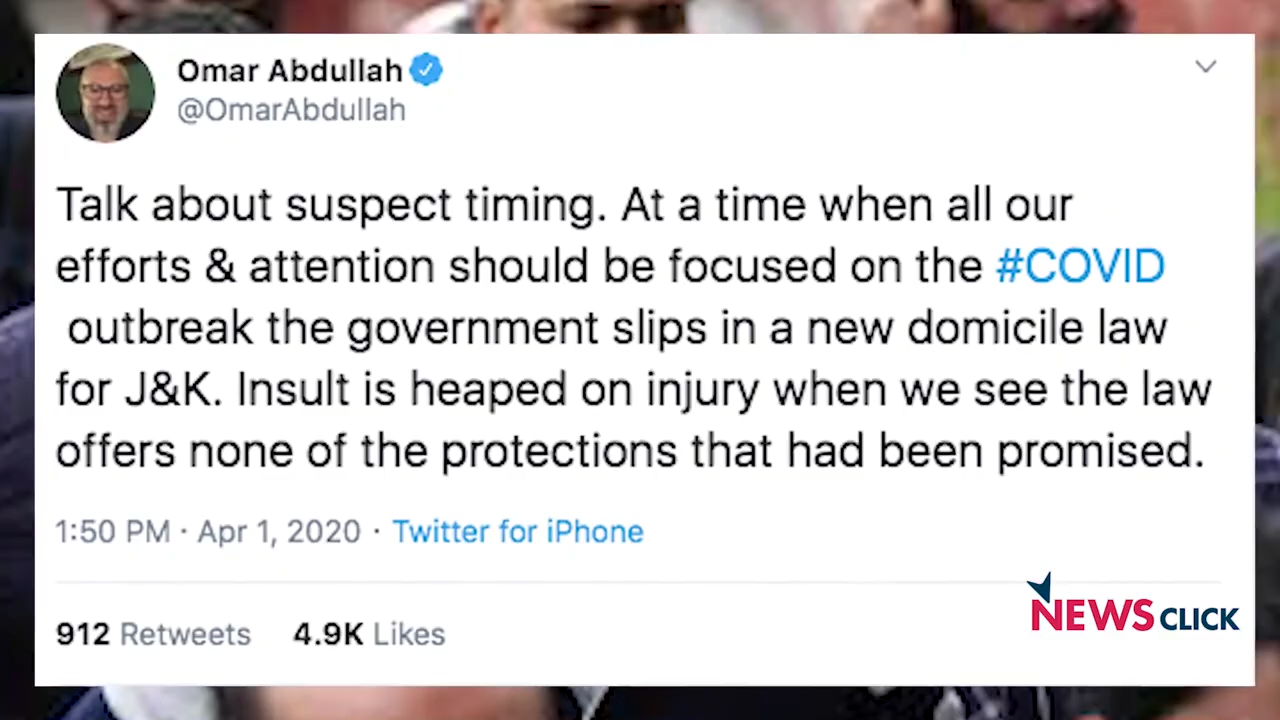 Omar Abdullah
@OmarAbdullah
Talk about suspect timing. At a time when all our
efforts & attention should be focused on the #COVID
outbreak the government slips in a new domicile law
for J&K. Insult is heaped on injury when we see the law
offers none of the protections that had been promised.
1:50 PM · Apr 1, 2020 · Twitter for iPhone
912 Retweets 4.9K Likes
NEWS CLICK